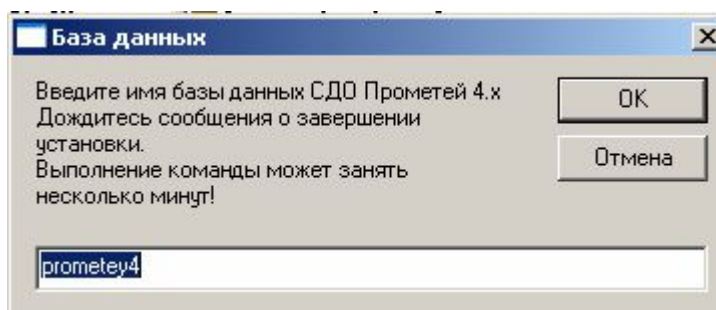 База данных
Введите имя базы данных СДО Прометей 4.x
OK
Дождитесь сообщения о завершении
установки.
Отмена
Выполнение команды может занять
несколько минут!
prometey4